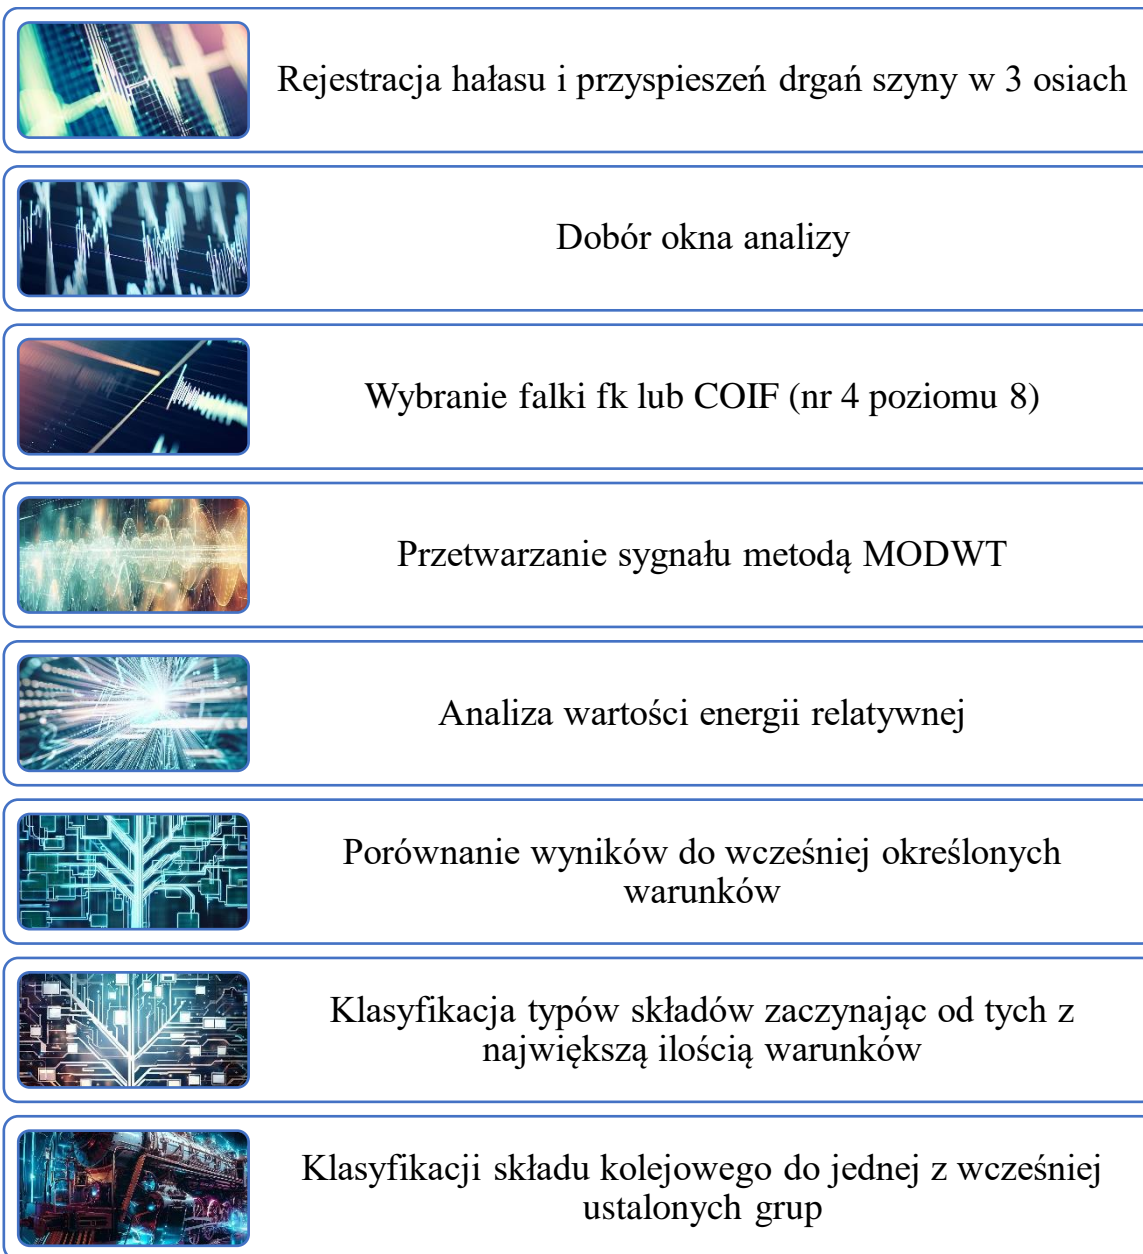 Rejestracja hałasu i przyspieszeń drgań szyny w 3 osiach
Dobór okna analizy
Wybranie falki fk lub COIF (nr 4 poziomu 8)
Przetwarzanie sygnału metodą MODWT
Analiza wartości energii relatywnej
Porównanie wyników do wcześniej określonych
warunków
Klasyfikacja typów składów zaczynając od tych z
największą ilością warunków
Klasyfikacji składu kolejowego do jednej z wcześniej
ustalonych grup